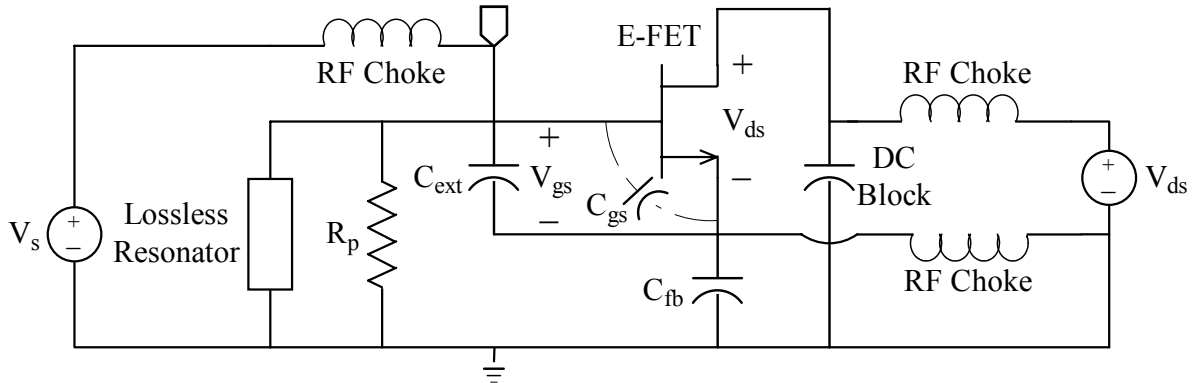 E-FET
RF Choke
RF Choke
+
V_ds
−
+
V_gs
−
C_ext
C_gs
DC
Block
+
−
V_ds
+
−
V_s
Lossless
Resonator
R_p
C_fb
RF Choke